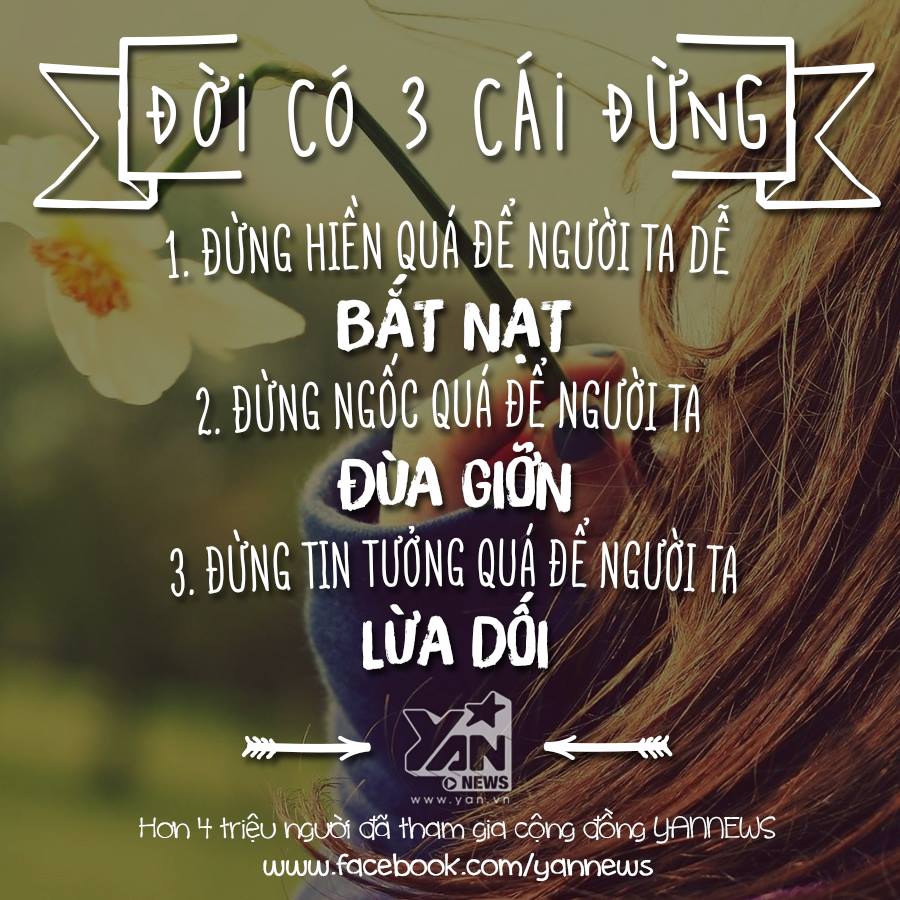 ĐỜI CÓ 3 CÁI ĐỪNG
1. ĐỪNG HIỀN QUÁ ĐỂ NGƯỜI TA DỄ
BẮT NẠT
2. ĐỪNG NGỐC QUÁ ĐỂ NGƯỜI TA
ĐÙA GIỠN
3. ĐỪNG TIN TƯỞNG QUÁ ĐỂ NGƯỜI TA
LỪA DỐI
YAN
NEWS
www.yan.vn
Hơn 4 triệu người đã tham gia cộng đồng YANNEWS
www.facebook.com/yannews